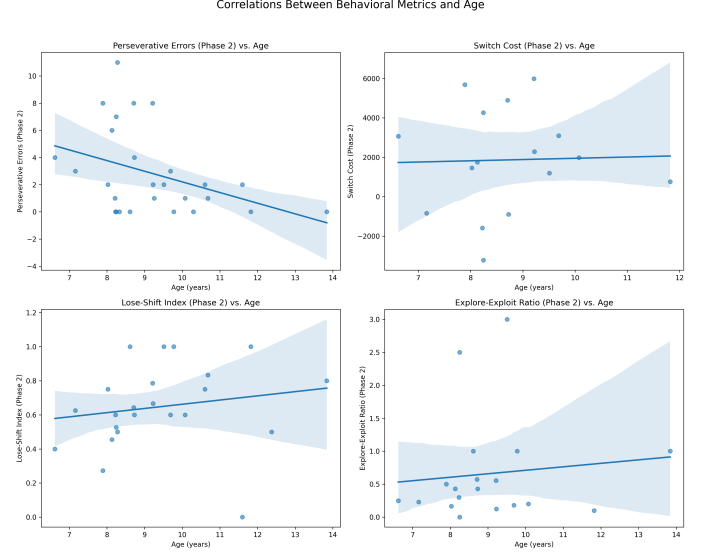 Correlations Between Behavioral Metrics and Age
Perseverative Errors (Phase 2) vs. Age
Perseverative Errors (Phase 2)
10
8
6
4
2
0
−2
−4
7 8 9 10 11 12 13 14
Age (years)
Switch Cost (Phase 2) vs. Age
Switch Cost (Phase 2)
6000
4000
2000
0
−2000
7 8 9 10 11 12
Age (years)
Lose-Shift Index (Phase 2) vs. Age
Lose-Shift Index (Phase 2)
1.2
1.0
0.8
0.6
0.4
0.2
0.0
7 8 9 10 11 12 13 14
Age (years)
Explore-Exploit Ratio (Phase 2) vs. Age
Explore-Exploit Ratio (Phase 2)
3.0
2.5
2.0
1.5
1.0
0.5
0.0
7 8 9 10 11 12 13 14
Age (years)